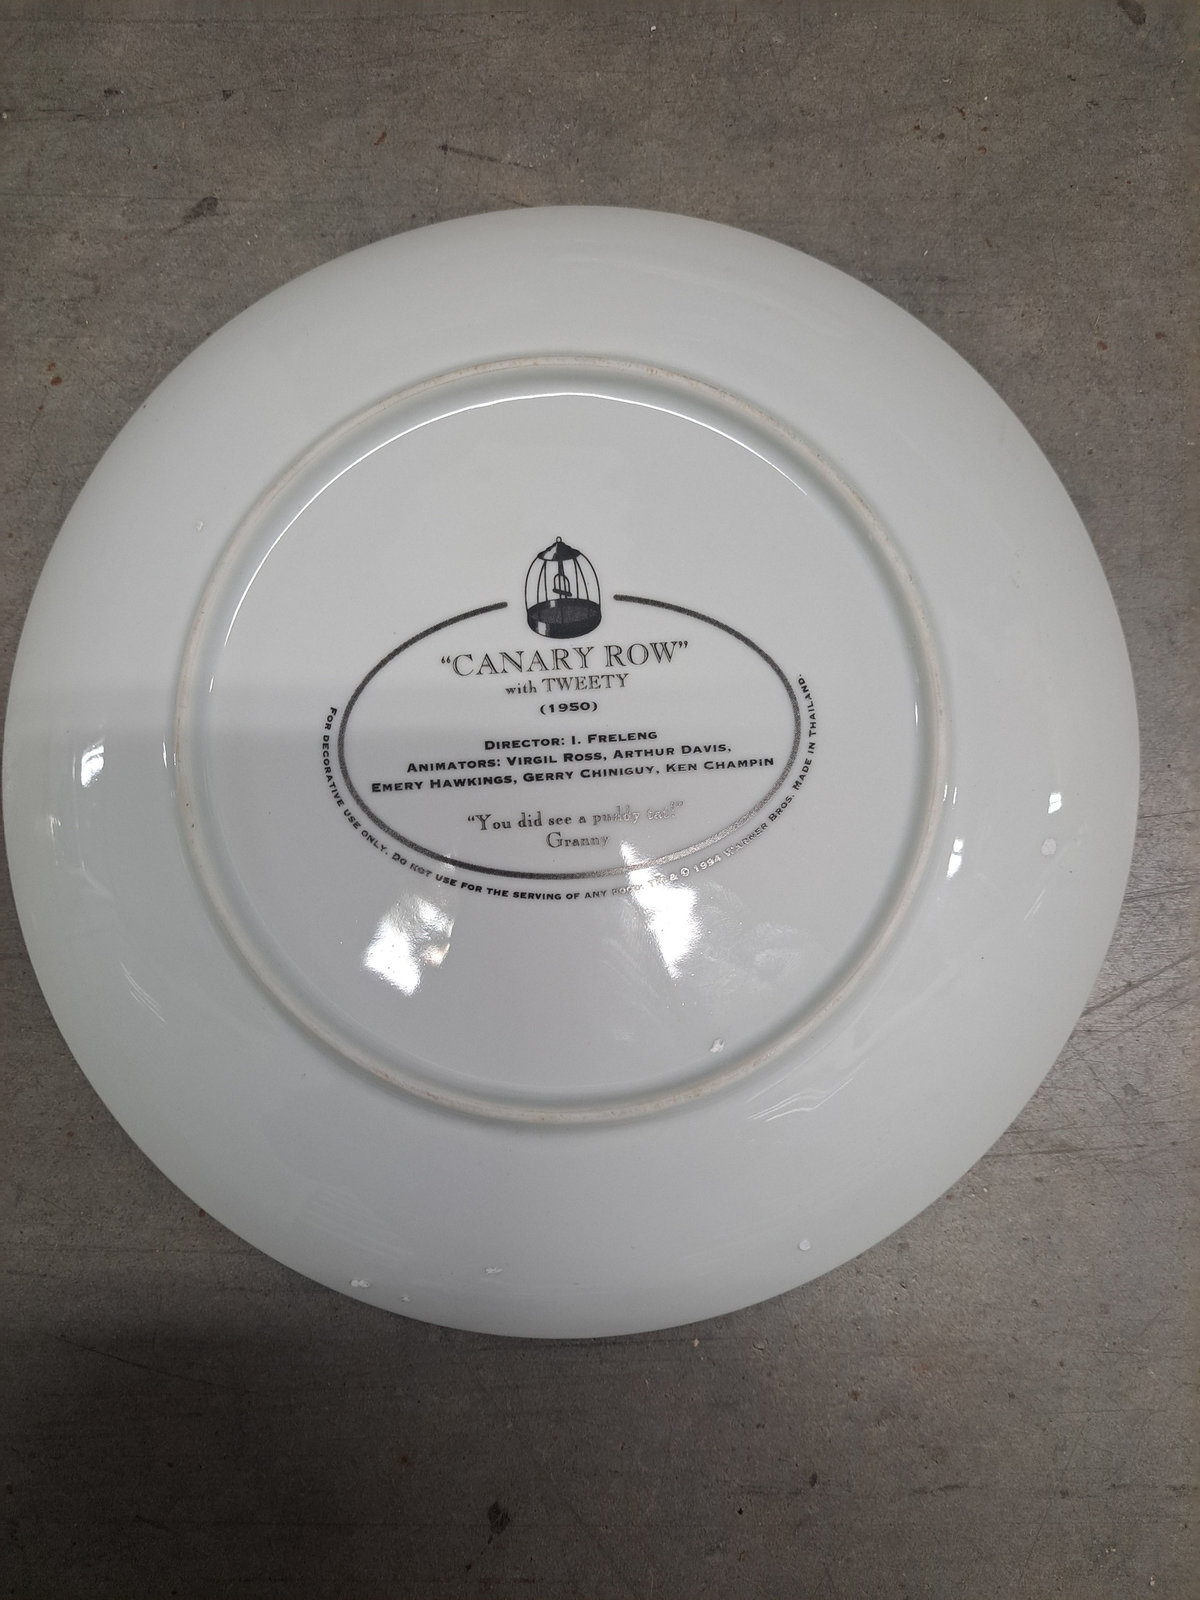 “CANARY ROW”
with TWEETY
(1950)
DIRECTOR: I. FRELENG
ANIMATORS: VIRGIL ROSS, ARTHUR DAVIS,
EMERY HAWKINGS, GERRY CHINIGUY, KEN CHAMPIN
“You did see a puddy tat!”
Granny
FOR DECORATIVE USE ONLY. DO NOT USE FOR THE SERVING OF ANY FOOD. TM & © 1994 WARNER BROS. MADE IN THAILAND.